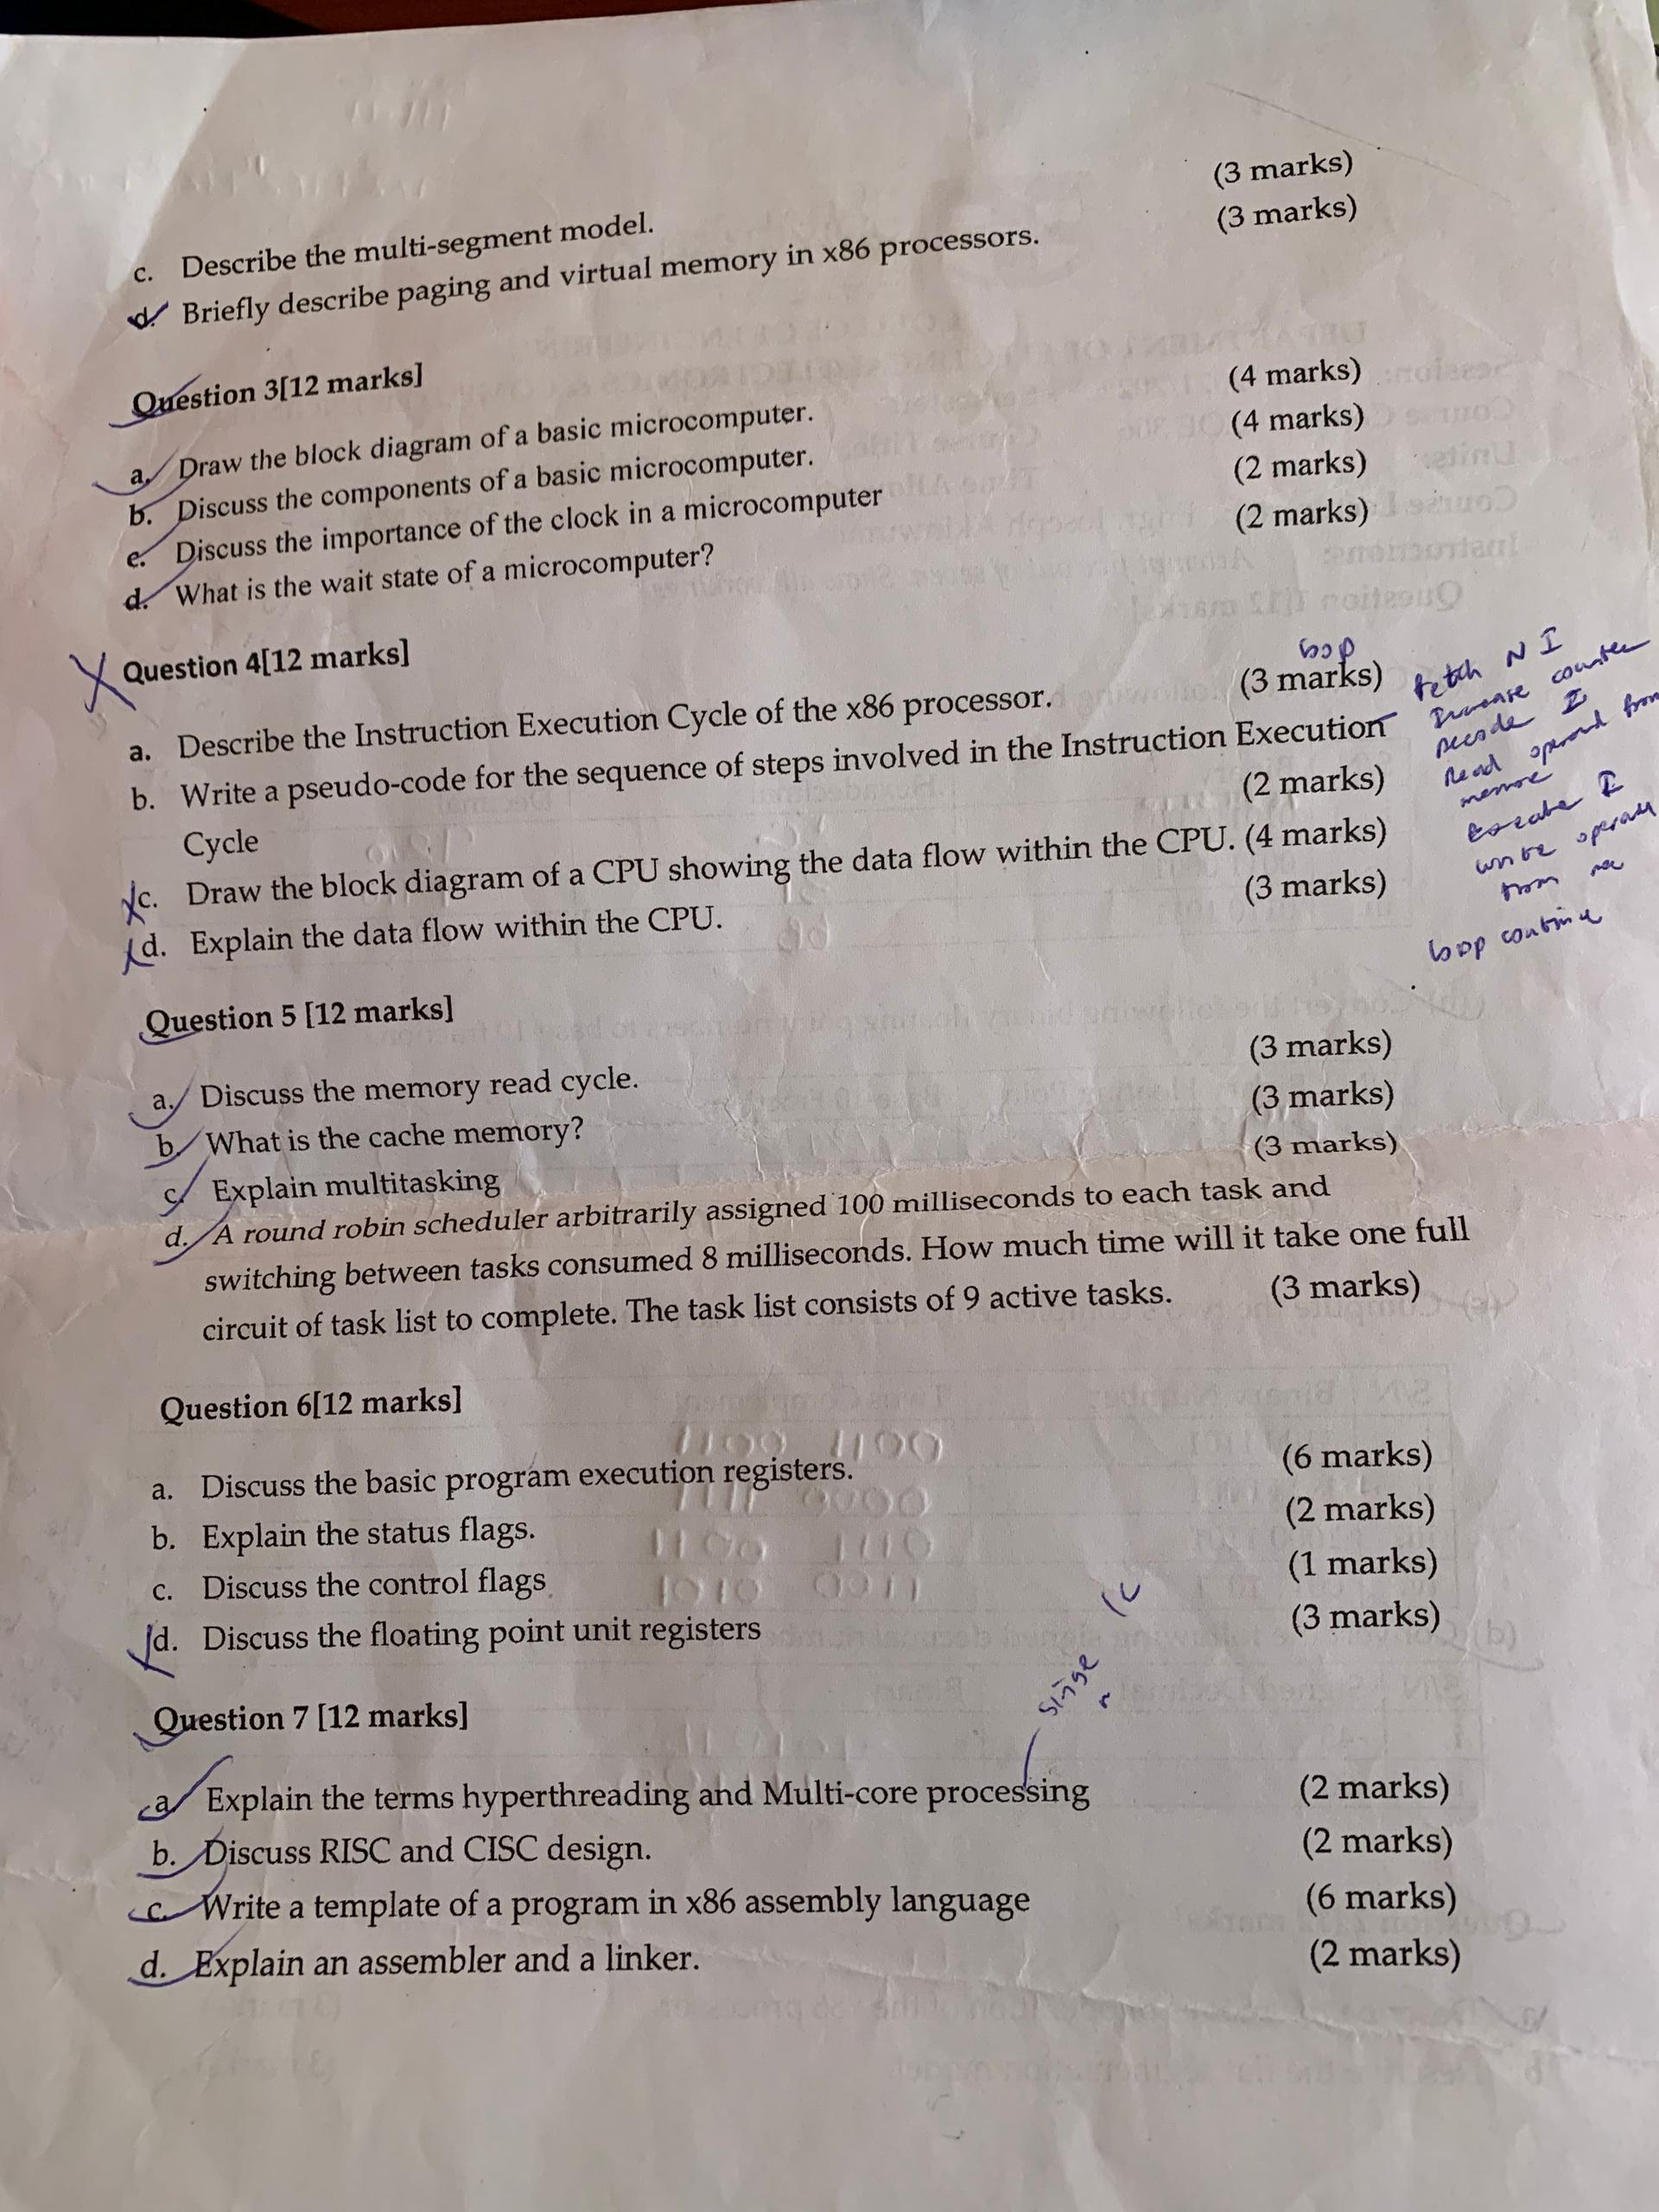 (3 marks)
c. Describe the multi-segment model. (3 marks)
d. Briefly describe paging and virtual memory in x86 processors.
Question 3[12 marks]
a. Draw the block diagram of a basic microcomputer. (4 marks)
b. Discuss the components of a basic microcomputer. (4 marks)
c. Discuss the importance of the clock in a microcomputer (2 marks)
d. What is the wait state of a microcomputer? (2 marks)
Question 4[12 marks]
loop
a. Describe the Instruction Execution Cycle of the x86 processor. (3 marks)
b. Write a pseudo-code for the sequence of steps involved in the Instruction Execution
Cycle (2 marks)
c. Draw the block diagram of a CPU showing the data flow within the CPU. (4 marks)
d. Explain the data flow within the CPU. (3 marks)
fetch N I
Increase counter
Decode I
Read operand from
Execute I
write
from
loop continue
Question 5 [12 marks]
a. Discuss the memory read cycle. (3 marks)
b. What is the cache memory? (3 marks)
c. Explain multitasking (3 marks)
d. A round robin scheduler arbitrarily assigned 100 milliseconds to each task and
switching between tasks consumed 8 milliseconds. How much time will it take one full
circuit of task list to complete. The task list consists of 9 active tasks. (3 marks)
Question 6[12 marks]
a. Discuss the basic program execution registers. (6 marks)
b. Explain the status flags. (2 marks)
c. Discuss the control flags (1 marks)
d. Discuss the floating point unit registers (3 marks)
Question 7 [12 marks]
a. Explain the terms hyperthreading and Multi-core processing (2 marks)
b. Discuss RISC and CISC design. (2 marks)
c. Write a template of a program in x86 assembly language (6 marks)
d. Explain an assembler and a linker. (2 marks)